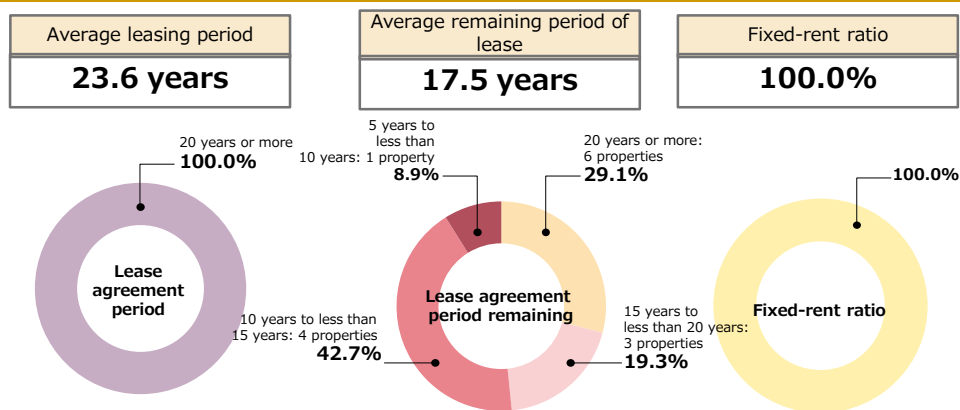 Average leasing period
23.6 years
Average remaining period of
lease
17.5 years
Fixed-rent ratio
100.0%
20 years or more
100.0%
Lease
agreement
period
5 years to
less than
10 years: 1 property
8.9%
20 years or more:
6 properties
29.1%
Lease agreement
period remaining
10 years to less than
15 years: 4 properties
42.7%
15 years to
less than 20 years:
3 properties
19.3%
100.0%
Fixed-rent ratio